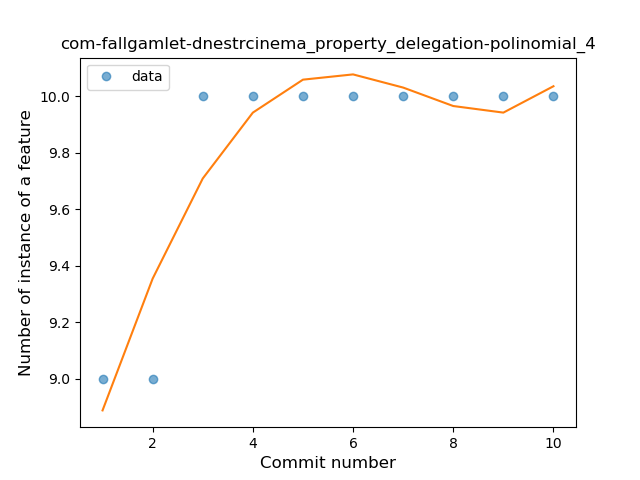 com-fallgamlet-dnestrcinema_property_delegation-polinomial_4
data
10.0
9.8
9.6
9.4
9.2
9.0
Number of instance of a feature
2
4
6
8
10
Commit number